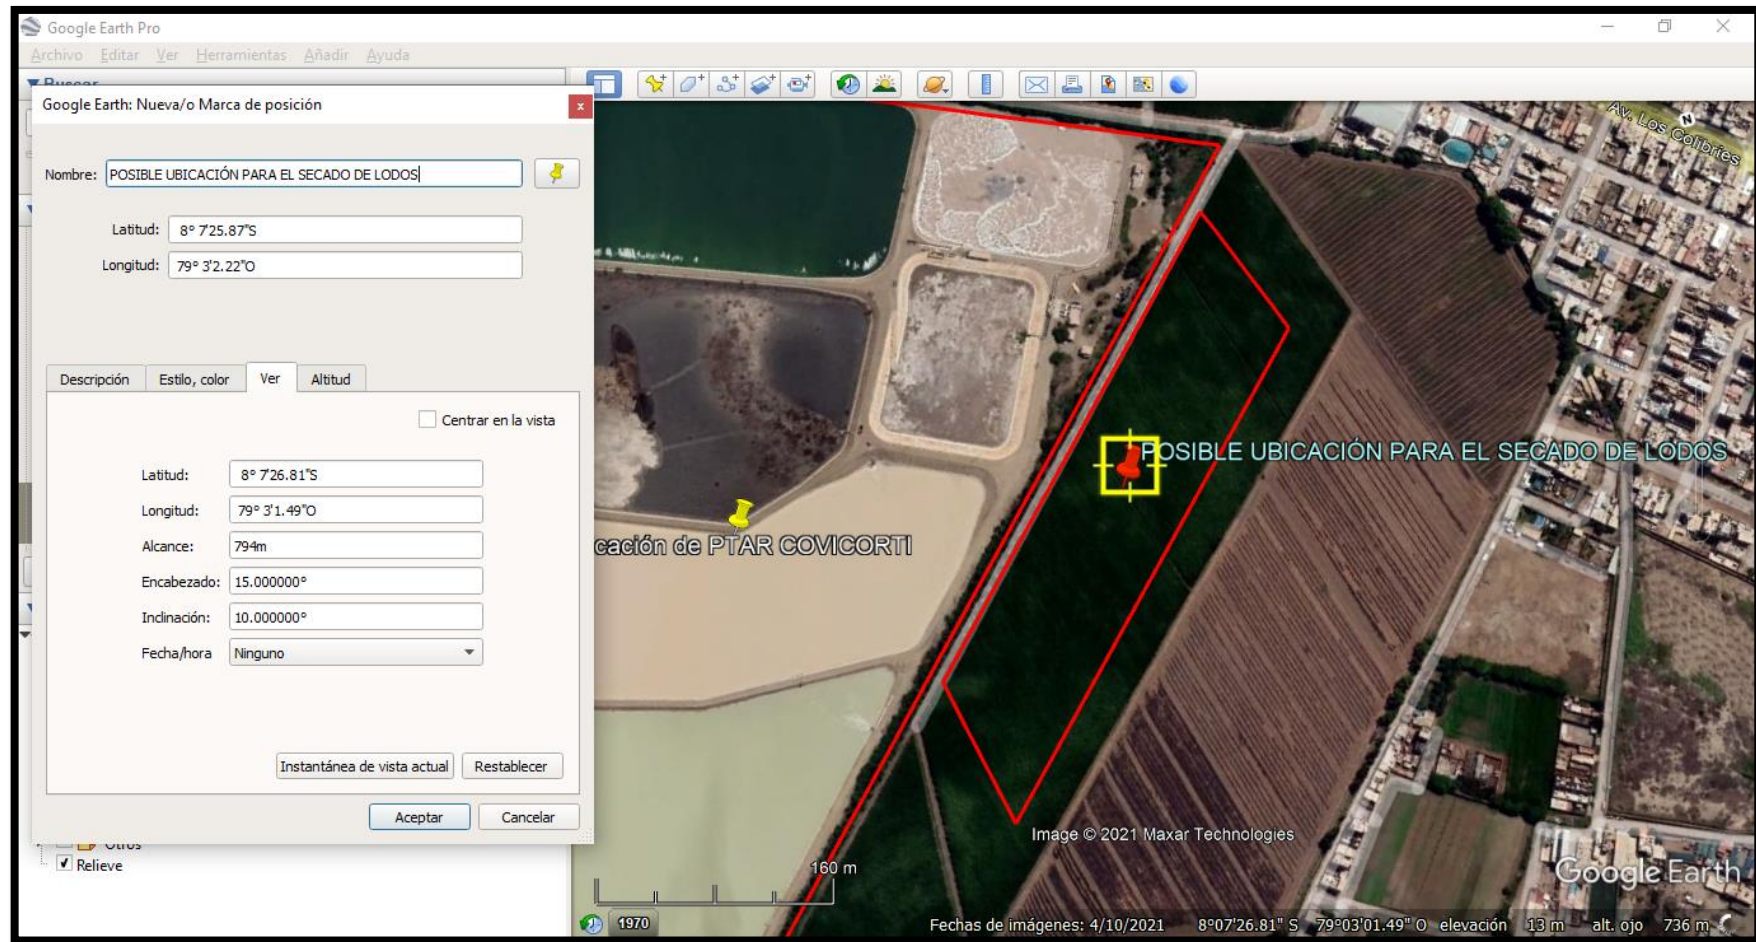 Google Earth Pro
Archivo Editar Ver Herramientas Añadir Ayuda
Buscar
Google Earth: Nueva/o Marca de posición
Nombre: POSIBLE UBICACIÓN PARA EL SECADO DE LODOS
Latitud: 8° 7'25.87"S
Longitud: 79° 3'2.22"O
Descripción Estilo, color Ver Altitud
Centrar en la vista
Latitud: 8° 7'26.81"S
Longitud: 79° 3'1.49"O
Alcance: 794m
Encabezado: 15.000000°
Inclinación: 10.000000°
Fecha/hora Ninguno
Instantánea de vista actual Restablecer
Aceptar Cancelar
Otros
Relieve
Av. Los Colibries
N
POSIBLE UBICACIÓN PARA EL SECADO DE LODOS
cación de PTAR COVICORTI
Image © 2021 Maxar Technologies
160 m
Google Earth
1970
Fechas de imágenes: 4/10/2021 8°07'26.81" S 79°03'01.49" O elevación 13 m alt. ojo 736 m